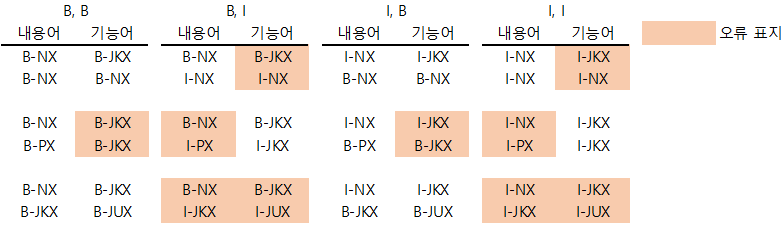 B, B B, I I, B I, I
내용어 기능어 내용어 기능어 내용어 기능어 내용어 기능어 오류 표지
B-NX B-JKX B-NX B-JKX I-NX I-JKX I-NX I-JKX
B-NX B-NX I-NX I-NX B-NX B-NX I-NX I-NX
B-NX B-JKX B-NX B-JKX I-NX I-JKX I-NX I-JKX
B-PX B-JKX I-PX I-JKX B-PX B-JKX I-PX I-JKX
B-NX B-JKX B-NX B-JKX I-NX I-JKX I-NX I-JKX
B-JKX B-JUX I-JKX I-JUX B-JKX B-JUX I-JKX I-JUX